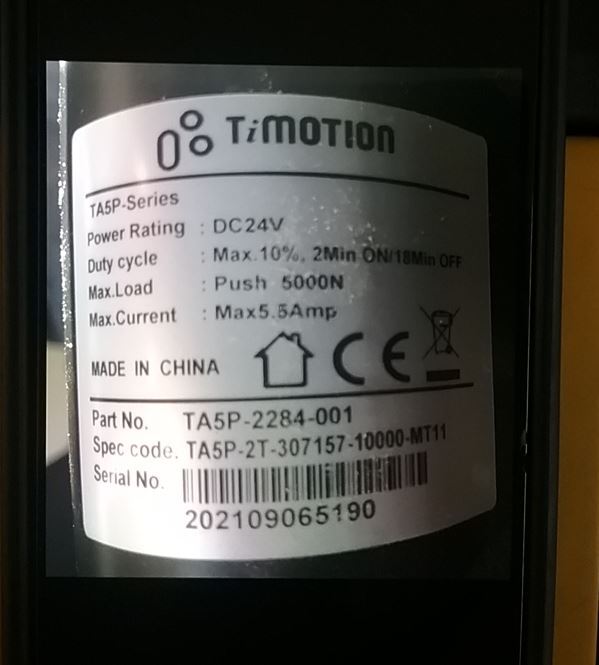 TiMOTION
TA5P-Series
Power Rating : DC24V
Duty cycle : Max.10%, 2Min ON/18Min OFF
Max.Load : Push 5000N
Max.Current : Max5.5Amp
MADE IN CHINA CE
Part No. TA5P-2284-001
Spec code. TA5P-2T-307157-10000-MT11
Serial No.
202109065190